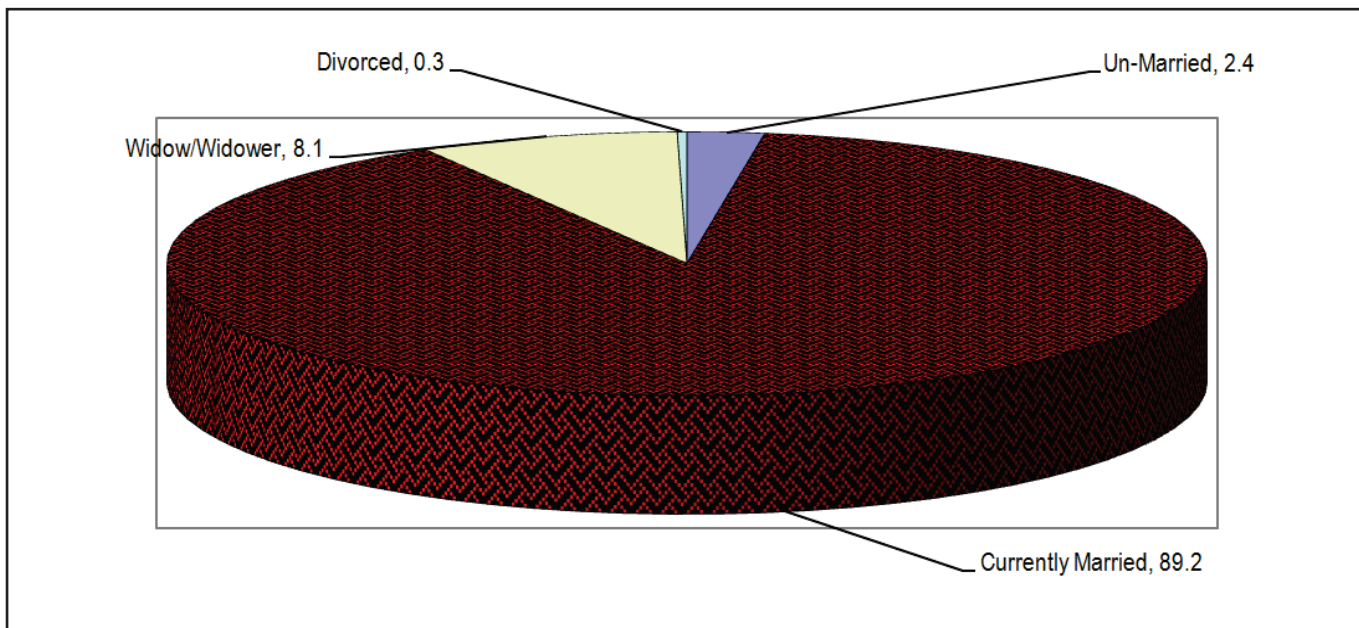 Divorced, 0.3
Un-Married, 2.4
Widow/Widower, 8.1
Currently Married, 89.2